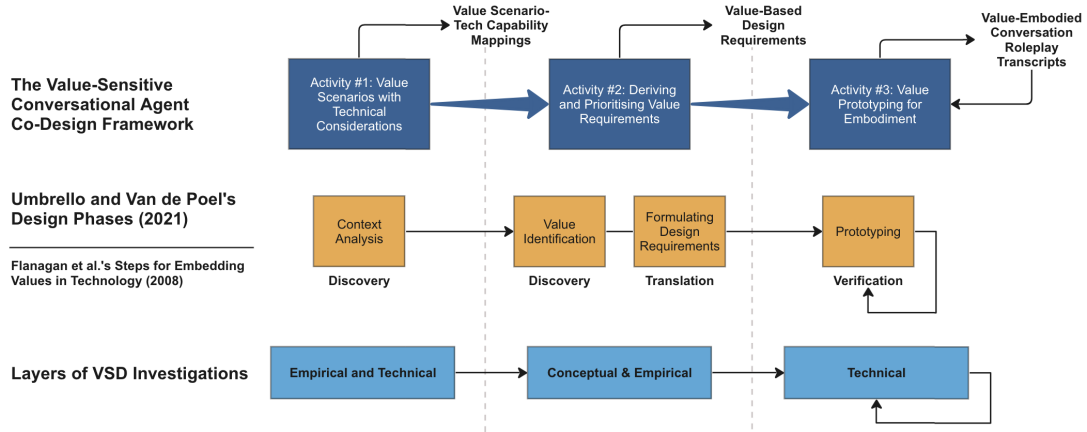 Value Scenario-
Tech Capability
Mappings
Value-Based
Design
Requirements
Value-Embodied
Conversation
Roleplay
Transcripts
The Value-Sensitive
Conversational Agent
Co-Design Framework
Activity #1: Value
Scenarios with
Technical
Considerations
Activity #2: Deriving
and Prioritising Value
Requirements
Activity #3: Value
Prototyping for
Embodiment
Umbrello and Van de Poel's
Design Phases (2021)
Flanagan et al.'s Steps for Embedding
Values in Technology (2008)
Context
Analysis
Discovery
Value
Identification
Discovery
Formulating
Design
Requirements
Translation
Prototyping
Verification
Layers of VSD Investigations
Empirical and Technical
Conceptual & Empirical
Technical